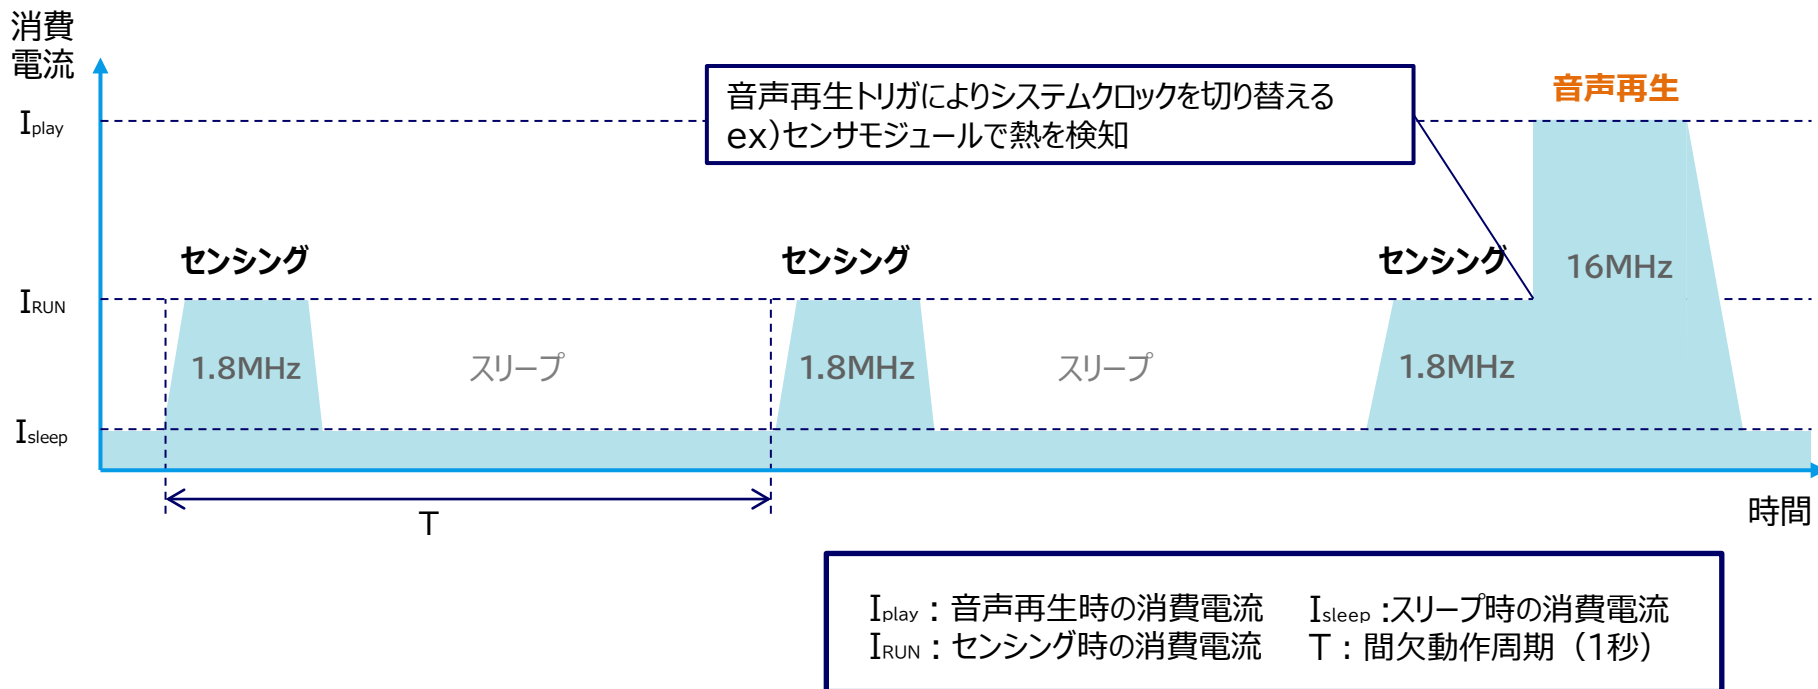 消費
電流
音声再生トリガによりシステムクロックを切り替える
ex)センサモジュールで熱を検知
音声再生
Iplay
センシング
センシング
センシング
16MHz
IRUN
1.8MHz
スリープ
1.8MHz
スリープ
1.8MHz
Isleep
T
時間
Iplay：音声再生時の消費電流 Isleep：スリープ時の消費電流
IRUN：センシング時の消費電流 T：間欠動作周期（1秒）